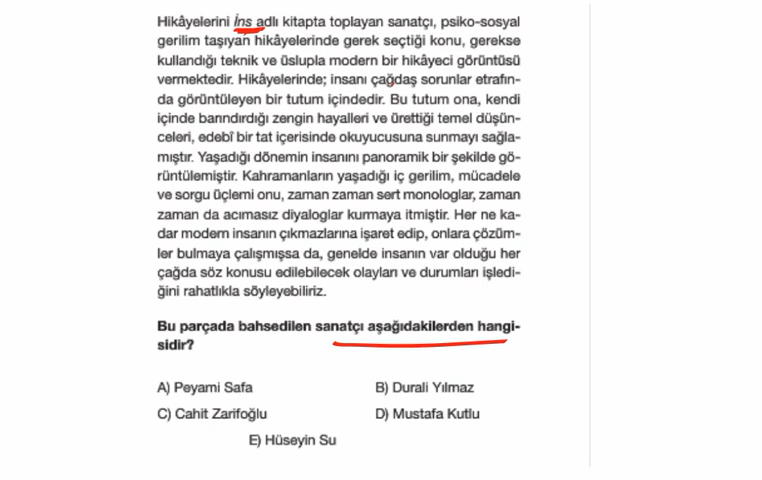 Hikâyelerini İns adlı kitapta toplayan sanatçı, psiko-sosyal
gerilim taşıyan hikâyelerinde gerek seçtiği konu, gerekse
kullandığı teknik ve üslupla modern bir hikâyeci görüntüsü
vermektedir. Hikâyelerinde; insanı çağdaş sorunlar etrafın-
da görüntüleyen bir tutum içindedir. Bu tutum ona, kendi
içinde barındırdığı zengin hayalleri ve ürettiği temel düşün-
celeri, edebî bir tat içerisinde okuyucusuna sunmayı sağla-
mıştır. Yaşadığı dönemin insanını panoramik bir şekilde gö-
rüntülemiştir. Kahramanların yaşadığı iç gerilim, mücadele
ve sorgu üçlemi onu, zaman zaman sert monologlar, zaman
zaman da acımasız diyaloglar kurmaya itmiştir. Her ne ka-
dar modern insanın çıkmazlarına işaret edip, onlara çözüm-
ler bulmaya çalışmışsa da, genelde insanın var olduğu her
çağda söz konusu edilebilecek olayları ve durumları işledi-
ğini rahatlıkla söyleyebiliriz.
Bu parçada bahsedilen sanatçı aşağıdakilerden hangi-
sidir?
A) Peyami Safa
B) Durali Yılmaz
C) Cahit Zarifoğlu
D) Mustafa Kutlu
E) Hüseyin Su